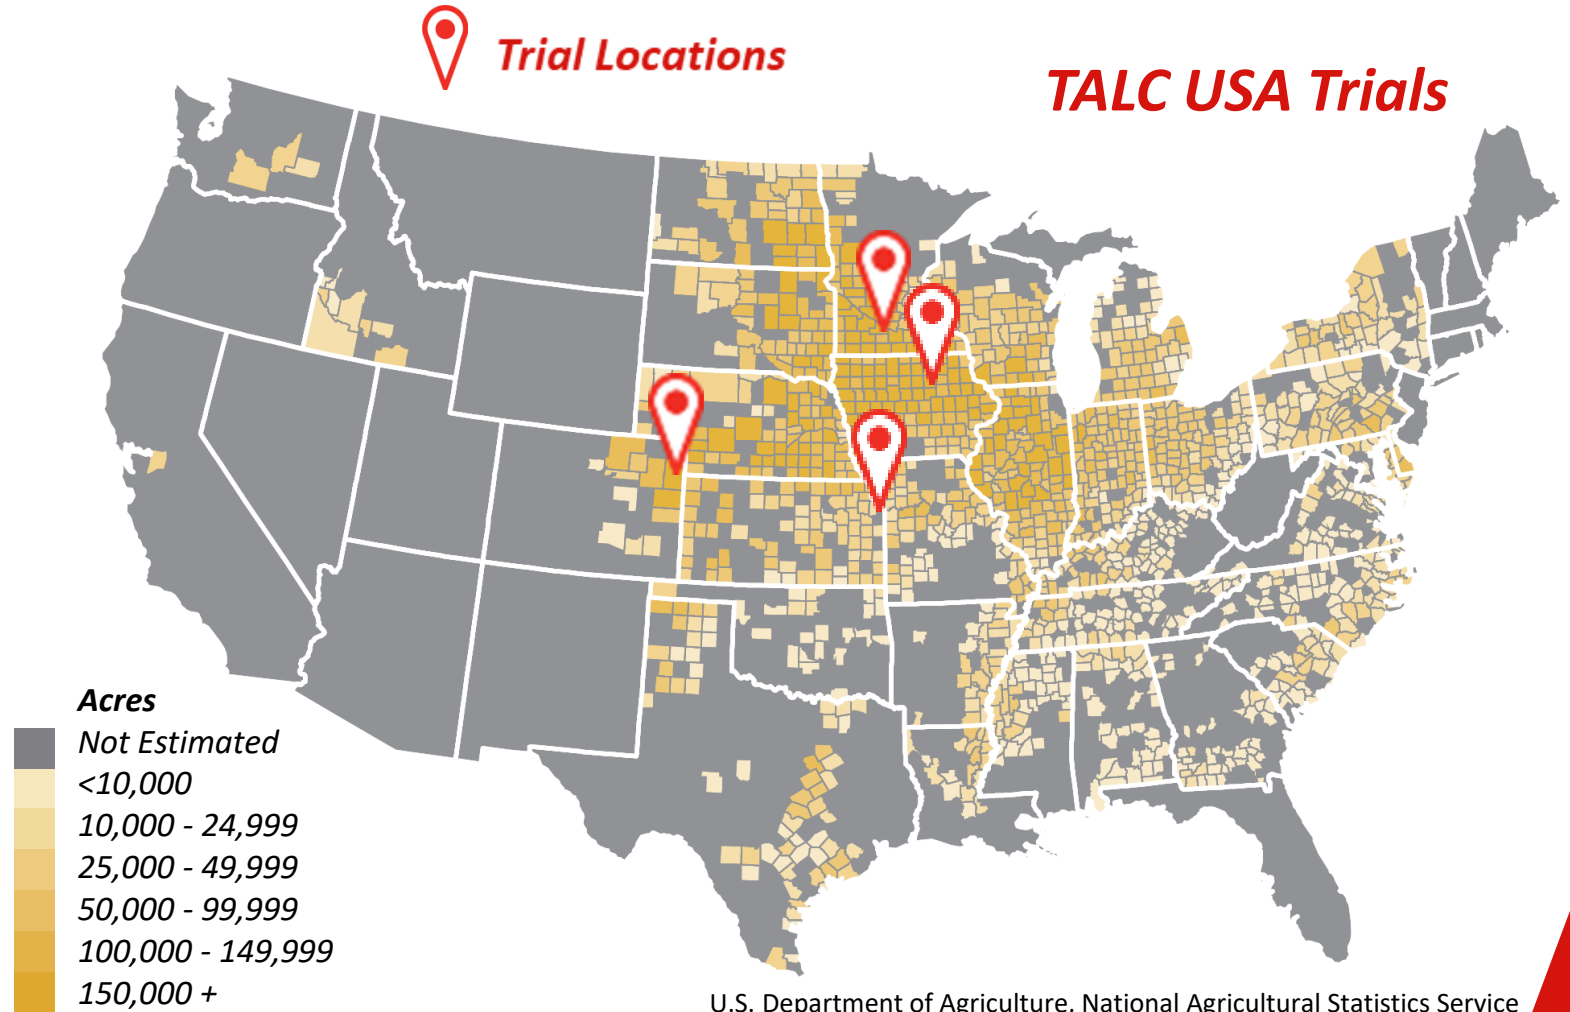 Trial Locations
TALC USA Trials
Acres
Not Estimated
<10,000
10,000 - 24,999
25,000 - 49,999
50,000 - 99,999
100,000 - 149,999
150,000 +
U.S. Department of Agriculture, National Agricultural Statistics Service